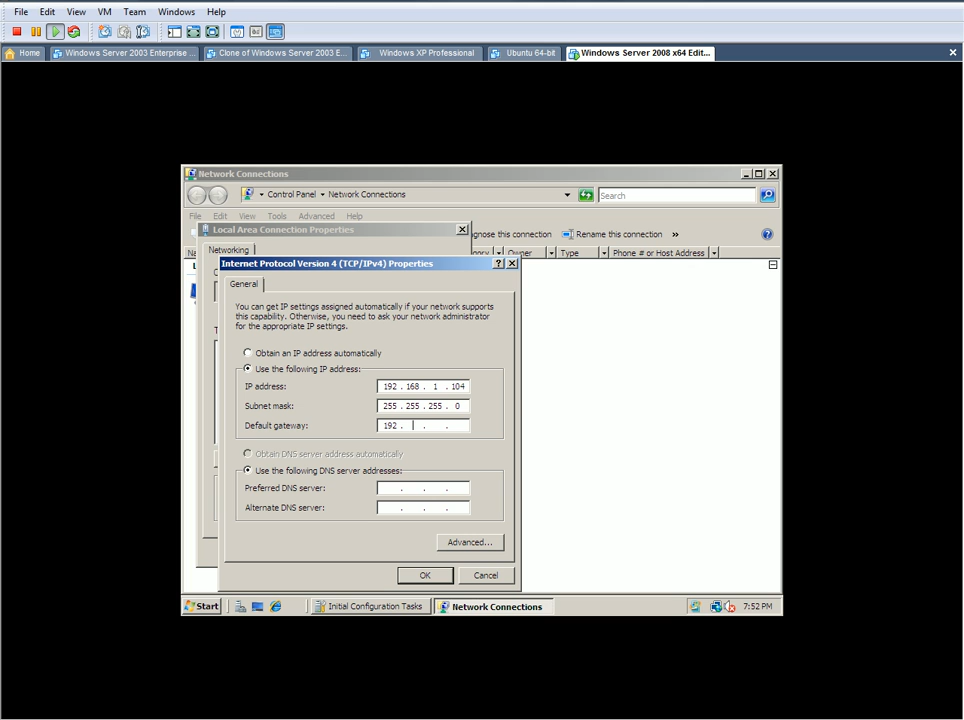 File Edit View VM Team Windows Help
Home Windows Server 2003 Enterprise ... Clone of Windows Server 2003 E... Windows XP Professional Ubuntu 64-bit Windows Server 2008 x64 Edit...
Network Connections
Control Panel Network Connections Search
File Edit View Tools Advanced Help
Local Area Connection Properties
gnose this connection Rename this connection »
Networking
Owner Type Phone # or Host Address
Internet Protocol Version 4 (TCP/IPv4) Properties
General
You can get IP settings assigned automatically if your network supports
this capability. Otherwise, you need to ask your network administrator
for the appropriate IP settings.
Obtain an IP address automatically
Use the following IP address:
IP address: 192 . 168 . 1 . 104
Subnet mask: 255 . 255 . 255 . 0
Default gateway: 192 . . .
Obtain DNS server address automatically
Use the following DNS server addresses:
Preferred DNS server: . . .
Alternate DNS server: . . .
Advanced...
OK Cancel
Start Initial Configuration Tasks Network Connections 7:52 PM